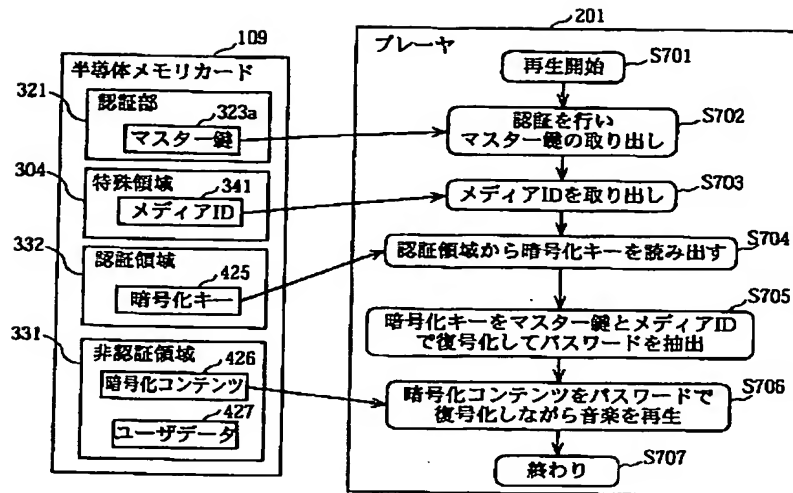 109
半導体メモリカード
321
認証部
323a
マスター鍵
304
特殊領域
341
メディアID
332
認証領域
425
暗号化キー
331
非認証領域
426
暗号化コンテンツ
427
ユーザデータ
201
プレーヤ
再生開始
S701
認証を行い
マスター鍵の取り出し
S702
メディアIDを取り出し
S703
認証領域から暗号化キーを読み出す
S704
S705
暗号化キーをマスター鍵とメディアID
で復号化してパスワードを抽出
暗号化コンテンツをパスワードで
復号化しながら音楽を再生
S706
終わり
S707